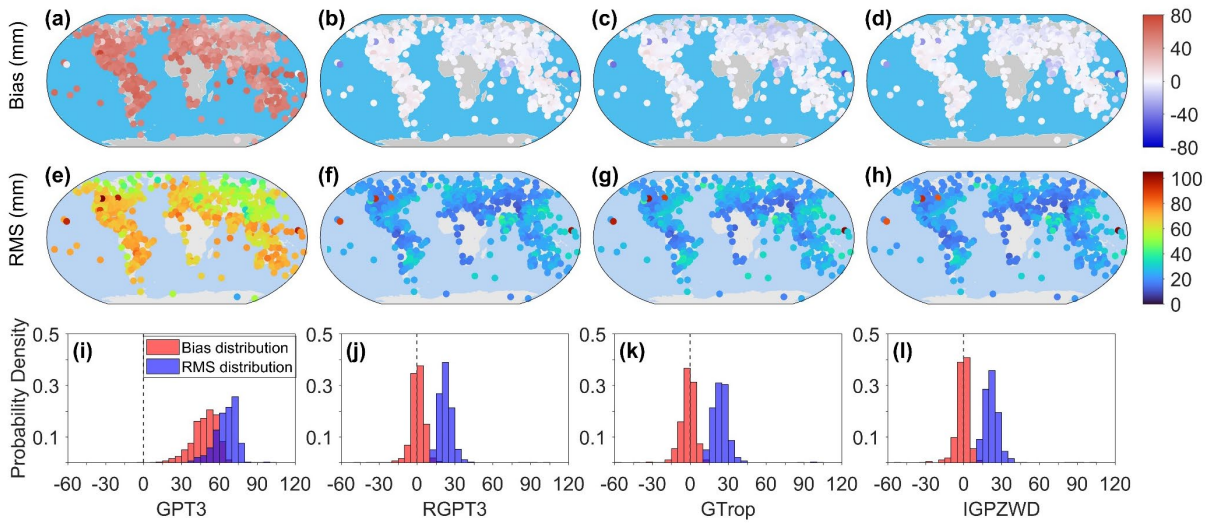 (a) (b) (c) (d)
Bias (mm)
80
40
0
-40
-80
(e) (f) (g) (h)
RMS (mm)
100
80
60
40
20
0
(i) (j) (k) (l)
Bias distribution
RMS distribution
Probability Density
0.5
0.3
0.1
0.5
0.3
0.1
0.5
0.3
0.1
0.5
0.3
0.1
-60 -30 0 30 60 90 120
-60 -30 0 30 60 90 120
-60 -30 0 30 60 90 120
-60 -30 0 30 60 90 120
GPT3 RGPT3 GTrop IGPZWD